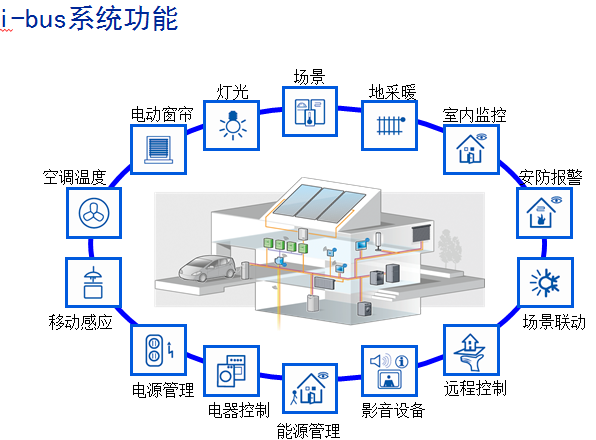 i-bus系统功能
场景
灯光
地采暖
电动窗帘
室内监控
空调温度
安防报警
移动感应
场景联动
电源管理
远程控制
电器控制
影音设备
能源管理